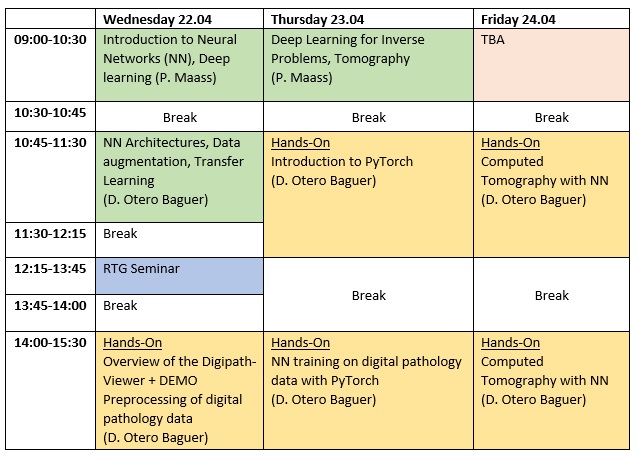 Wednesday 22.04 Thursday 23.04 Friday 24.04
09:00-10:30
Introduction to Neural
Networks (NN), Deep
learning (P. Maass)
Deep Learning for Inverse
Problems, Tomography
(P. Maass)
TBA
10:30-10:45
Break
Break
Break
10:45-11:30
NN Architectures, Data
augmentation, Transfer
Learning
(D. Otero Baguer)
Hands-On
Introduction to PyTorch
(D. Otero Baguer)
Hands-On
Computed
Tomography with NN
(D. Otero Baguer)
11:30-12:15
Break
12:15-13:45
RTG Seminar
Break
Break
13:45-14:00
Break
14:00-15:30
Hands-On
Overview of the Digipath-
Viewer + DEMO
Preprocessing of digital
pathology data
(D. Otero Baguer)
Hands-On
NN training on digital pathology
data with PyTorch
(D. Otero Baguer)
Hands-On
Computed
Tomography with NN
(D. Otero Baguer)